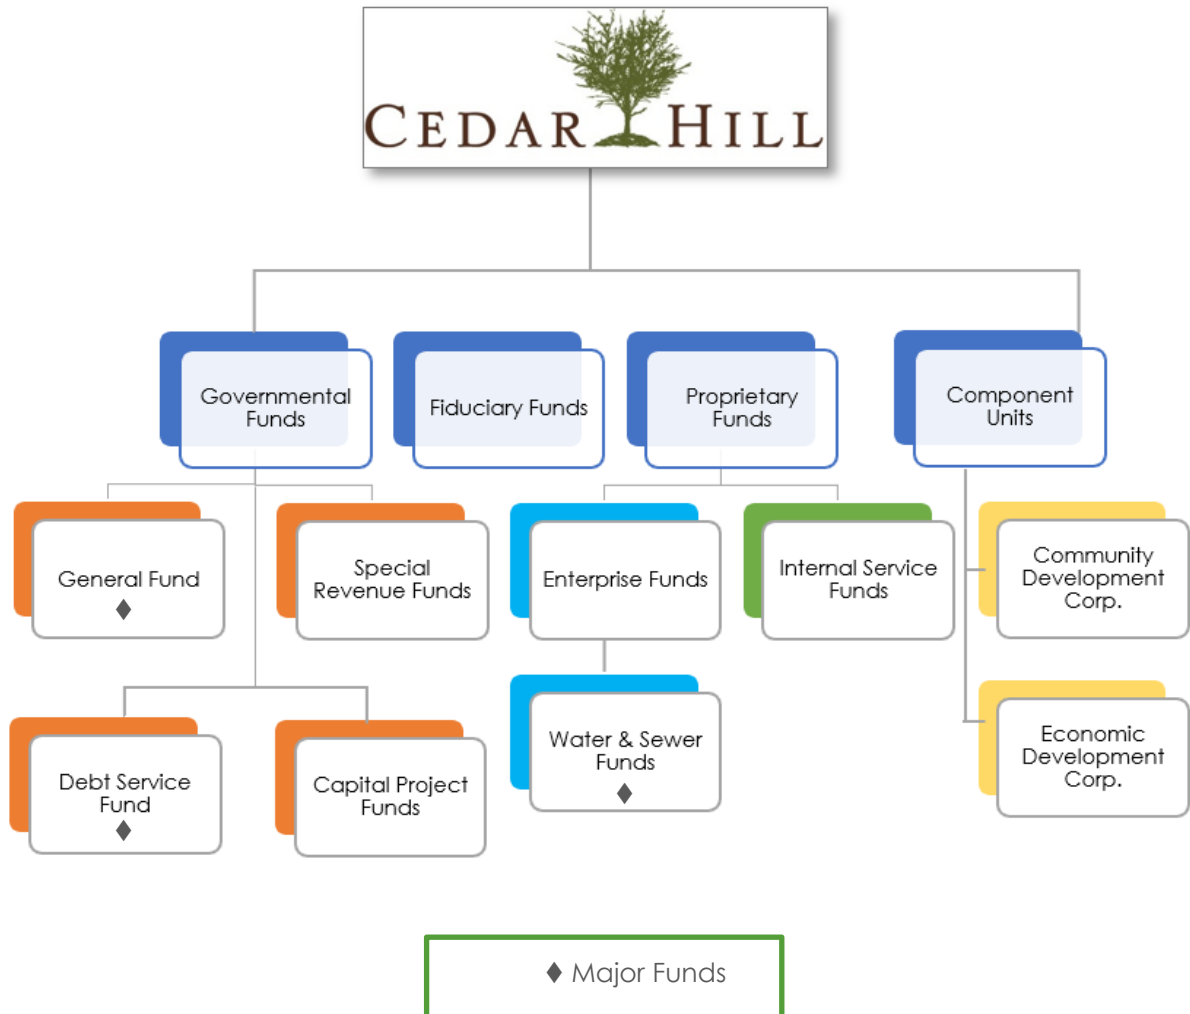 CEDAR HILL
Governmental
Funds
Fiduciary Funds
Proprietary
Funds
Component
Units
General Fund
♦
Special
Revenue Funds
Enterprise Funds
Internal Service
Funds
Community
Development
Corp.
Debt Service
Fund
♦
Capital Project
Funds
Water & Sewer
Funds
♦
Economic
Development
Corp.
♦ Major Funds